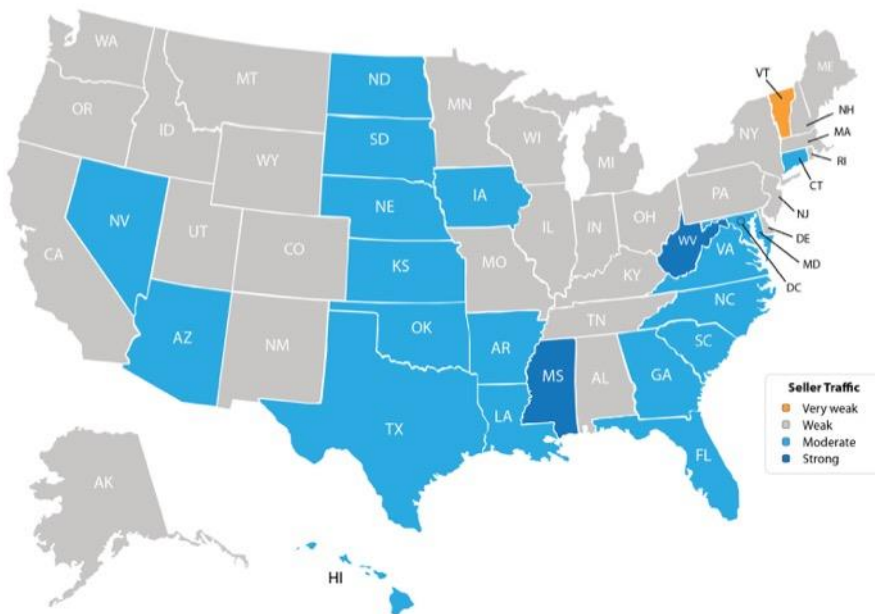 WA
MT
ND
MN
ME
VT
OR
ID
SD
WI
MI
NY
NH
MA
RI
CT
WY
NV
UT
NE
IA
PA
NJ
CA
CO
IL
IN
OH
DE
MD
DC
WV
VA
KS
MO
KY
NC
AZ
NM
OK
AR
TN
SC
MS
AL
GA
TX
LA
FL
AK
HI
Seller Traffic
Very weak
Weak
Moderate
Strong